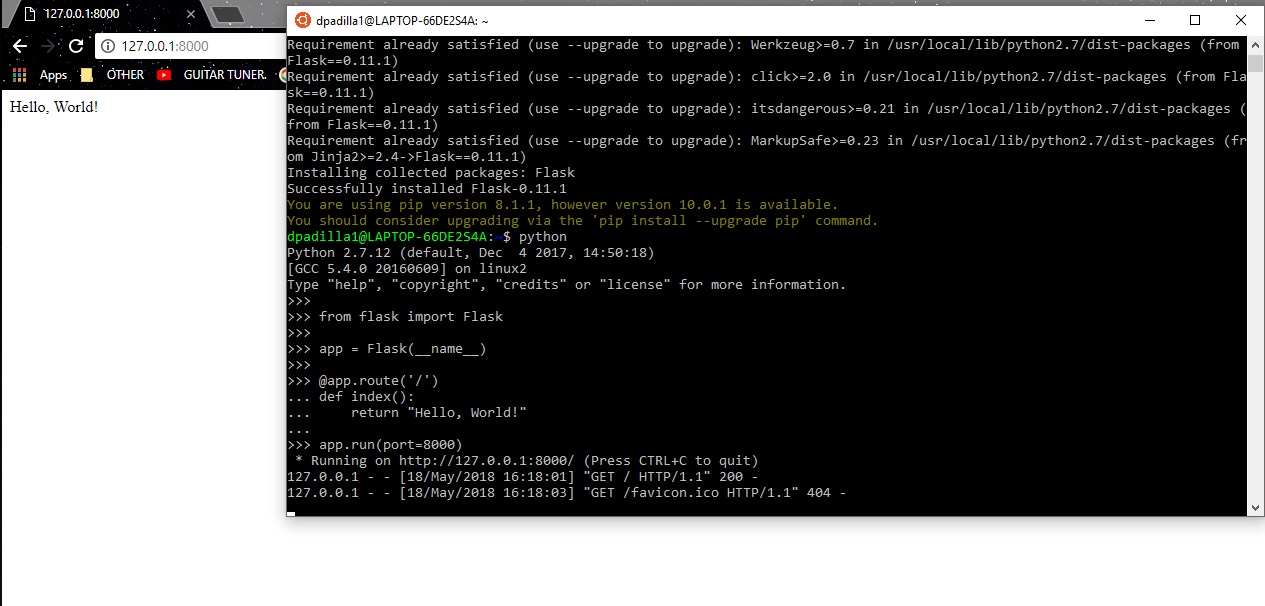 127.0.0.1:8000
127.0.0.1:8000
Apps OTHER GUITAR TUNER.
Hello, World!
dpadilla1@LAPTOP-66DE2S4A: ~
Requirement already satisfied (use --upgrade to upgrade): Werkzeug>=0.7 in /usr/local/lib/python2.7/dist-packages (from
Flask==0.11.1)
Requirement already satisfied (use --upgrade to upgrade): click>=2.0 in /usr/local/lib/python2.7/dist-packages (from Fla
sk==0.11.1)
Requirement already satisfied (use --upgrade to upgrade): itsdangerous>=0.21 in /usr/local/lib/python2.7/dist-packages (
from Flask==0.11.1)
Requirement already satisfied (use --upgrade to upgrade): MarkupSafe>=0.23 in /usr/local/lib/python2.7/dist-packages (fr
om Jinja2>=2.4->Flask==0.11.1)
Installing collected packages: Flask
Successfully installed Flask-0.11.1
You are using pip version 8.1.1, however version 10.0.1 is available.
You should consider upgrading via the 'pip install --upgrade pip' command.
dpadilla1@LAPTOP-66DE2S4A:~$ python
Python 2.7.12 (default, Dec  4 2017, 14:50:18)
[GCC 5.4.0 20160609] on linux2
Type "help", "copyright", "credits" or "license" for more information.
>>>
>>> from flask import Flask
>>>
>>> app = Flask(__name__)
>>>
>>> @app.route('/')
... def index():
...     return "Hello, World!"
...
>>> app.run(port=8000)
 * Running on http://127.0.0.1:8000/ (Press CTRL+C to quit)
127.0.0.1 - - [18/May/2018 16:18:01] "GET / HTTP/1.1" 200 -
127.0.0.1 - - [18/May/2018 16:18:03] "GET /favicon.ico HTTP/1.1" 404 -